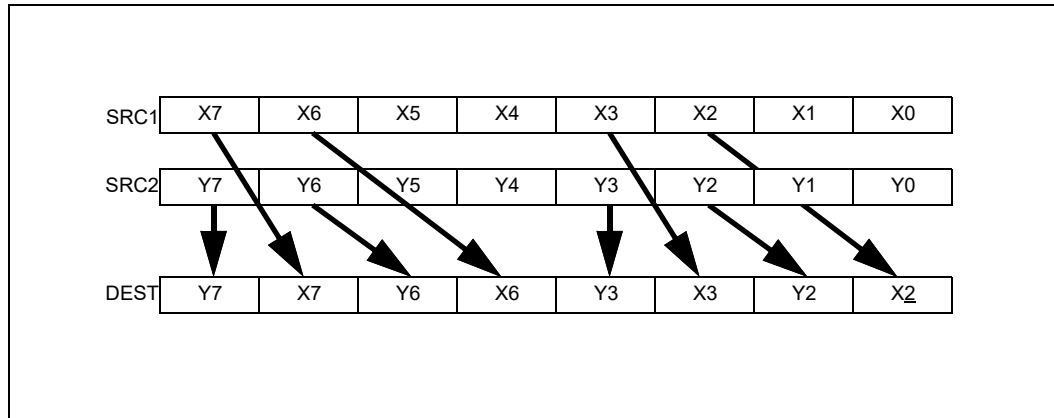 SRC1 X7 X6 X5 X4 X3 X2 X1 X0
SRC2 Y7 Y6 Y5 Y4 Y3 Y2 Y1 Y0
DEST Y7 X7 Y6 X6 Y3 X3 Y2 X2